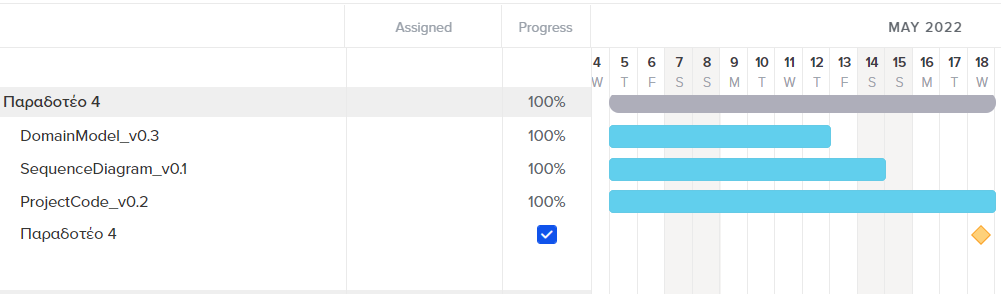 Assigned Progress MAY 2022
4 5 6 7 8 9 10 11 12 13 14 15 16 17 18
W T F S S M T W T F S S M T W
Παραδοτέο 4 100%
DomainModel_v0.3 100%
SequenceDiagram_v0.1 100%
ProjectCode_v0.2 100%
Παραδοτέο 4